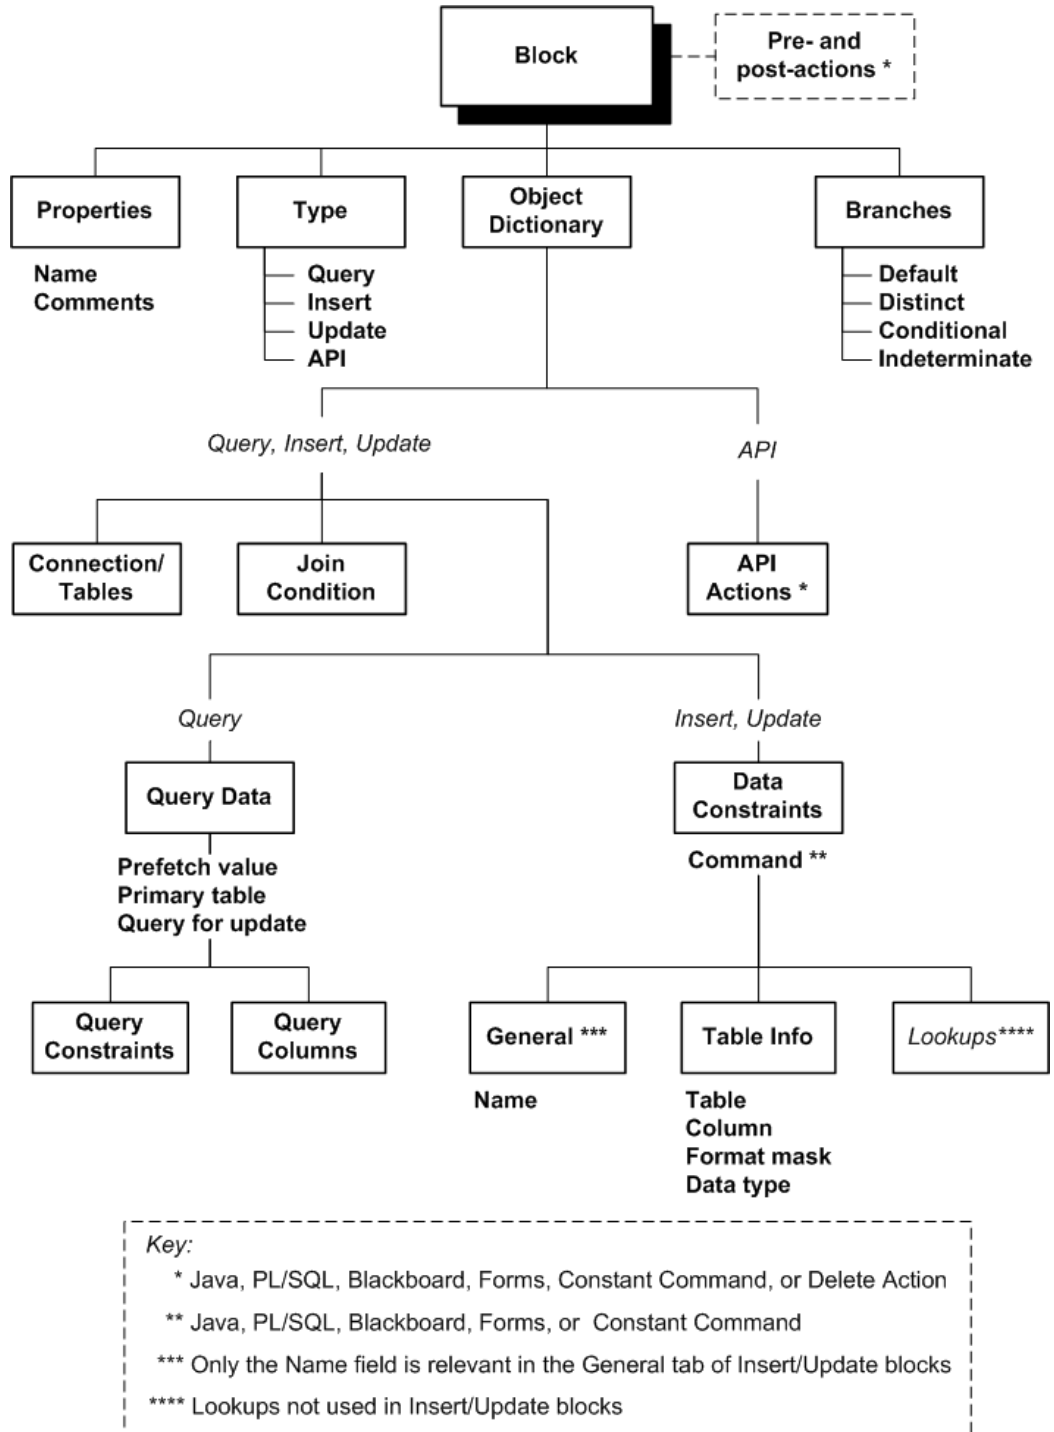 Block
Pre- and
post-actions *
Properties
Type
Object
Dictionary
Branches
Name
Comments
Query
Insert
Update
API
Default
Distinct
Conditional
Indeterminate
Query, Insert, Update
API
Connection/
Tables
Join
Condition
API
Actions *
Query
Insert, Update
Query Data
Data
Constraints
Prefetch value
Primary table
Query for update
Command **
Query
Constraints
Query
Columns
General ***
Table Info
Lookups****
Name
Table
Column
Format mask
Data type
Key:
* Java, PL/SQL, Blackboard, Forms, Constant Command, or Delete Action
** Java, PL/SQL, Blackboard, Forms, or Constant Command
*** Only the Name field is relevant in the General tab of Insert/Update blocks
**** Lookups not used in Insert/Update blocks